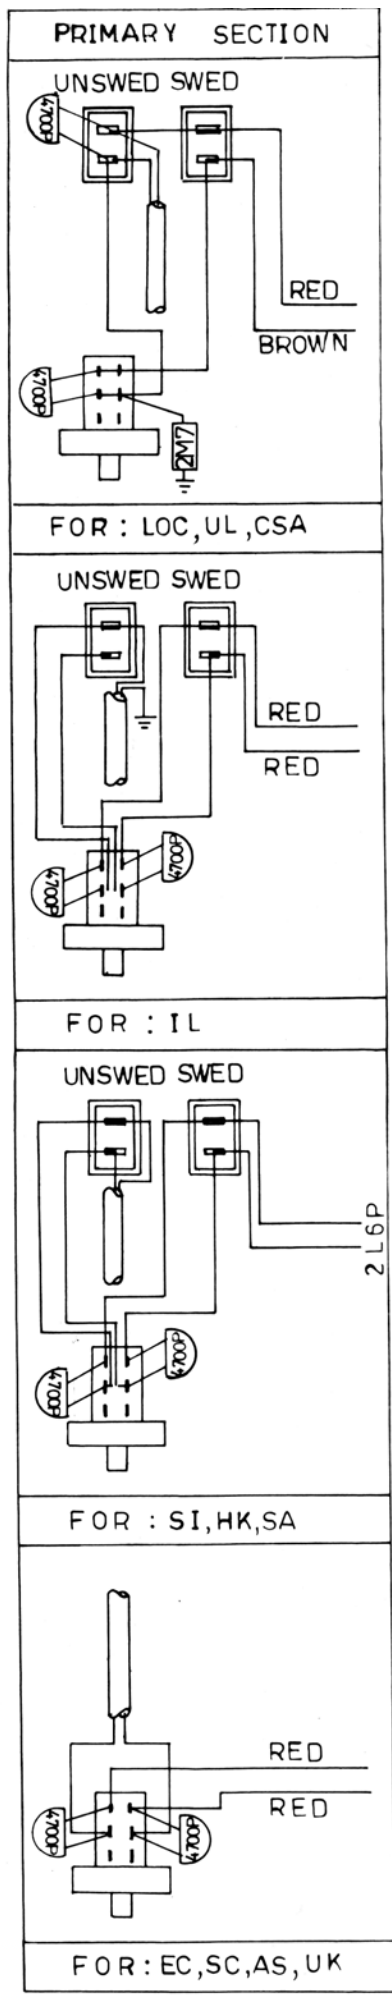 PRIMARY SECTION
UNSWED SWED
4700P
RED
BROWN
4700P
2M7
FOR : LOC, UL, CSA
UNSWED SWED
RED
RED
4700P
4700P
FOR : IL
UNSWED SWED
2L6P
4700P
4700P
FOR : SI, HK, SA
RED
RED
4700P
4700P
FOR : EC, SC, AS, UK